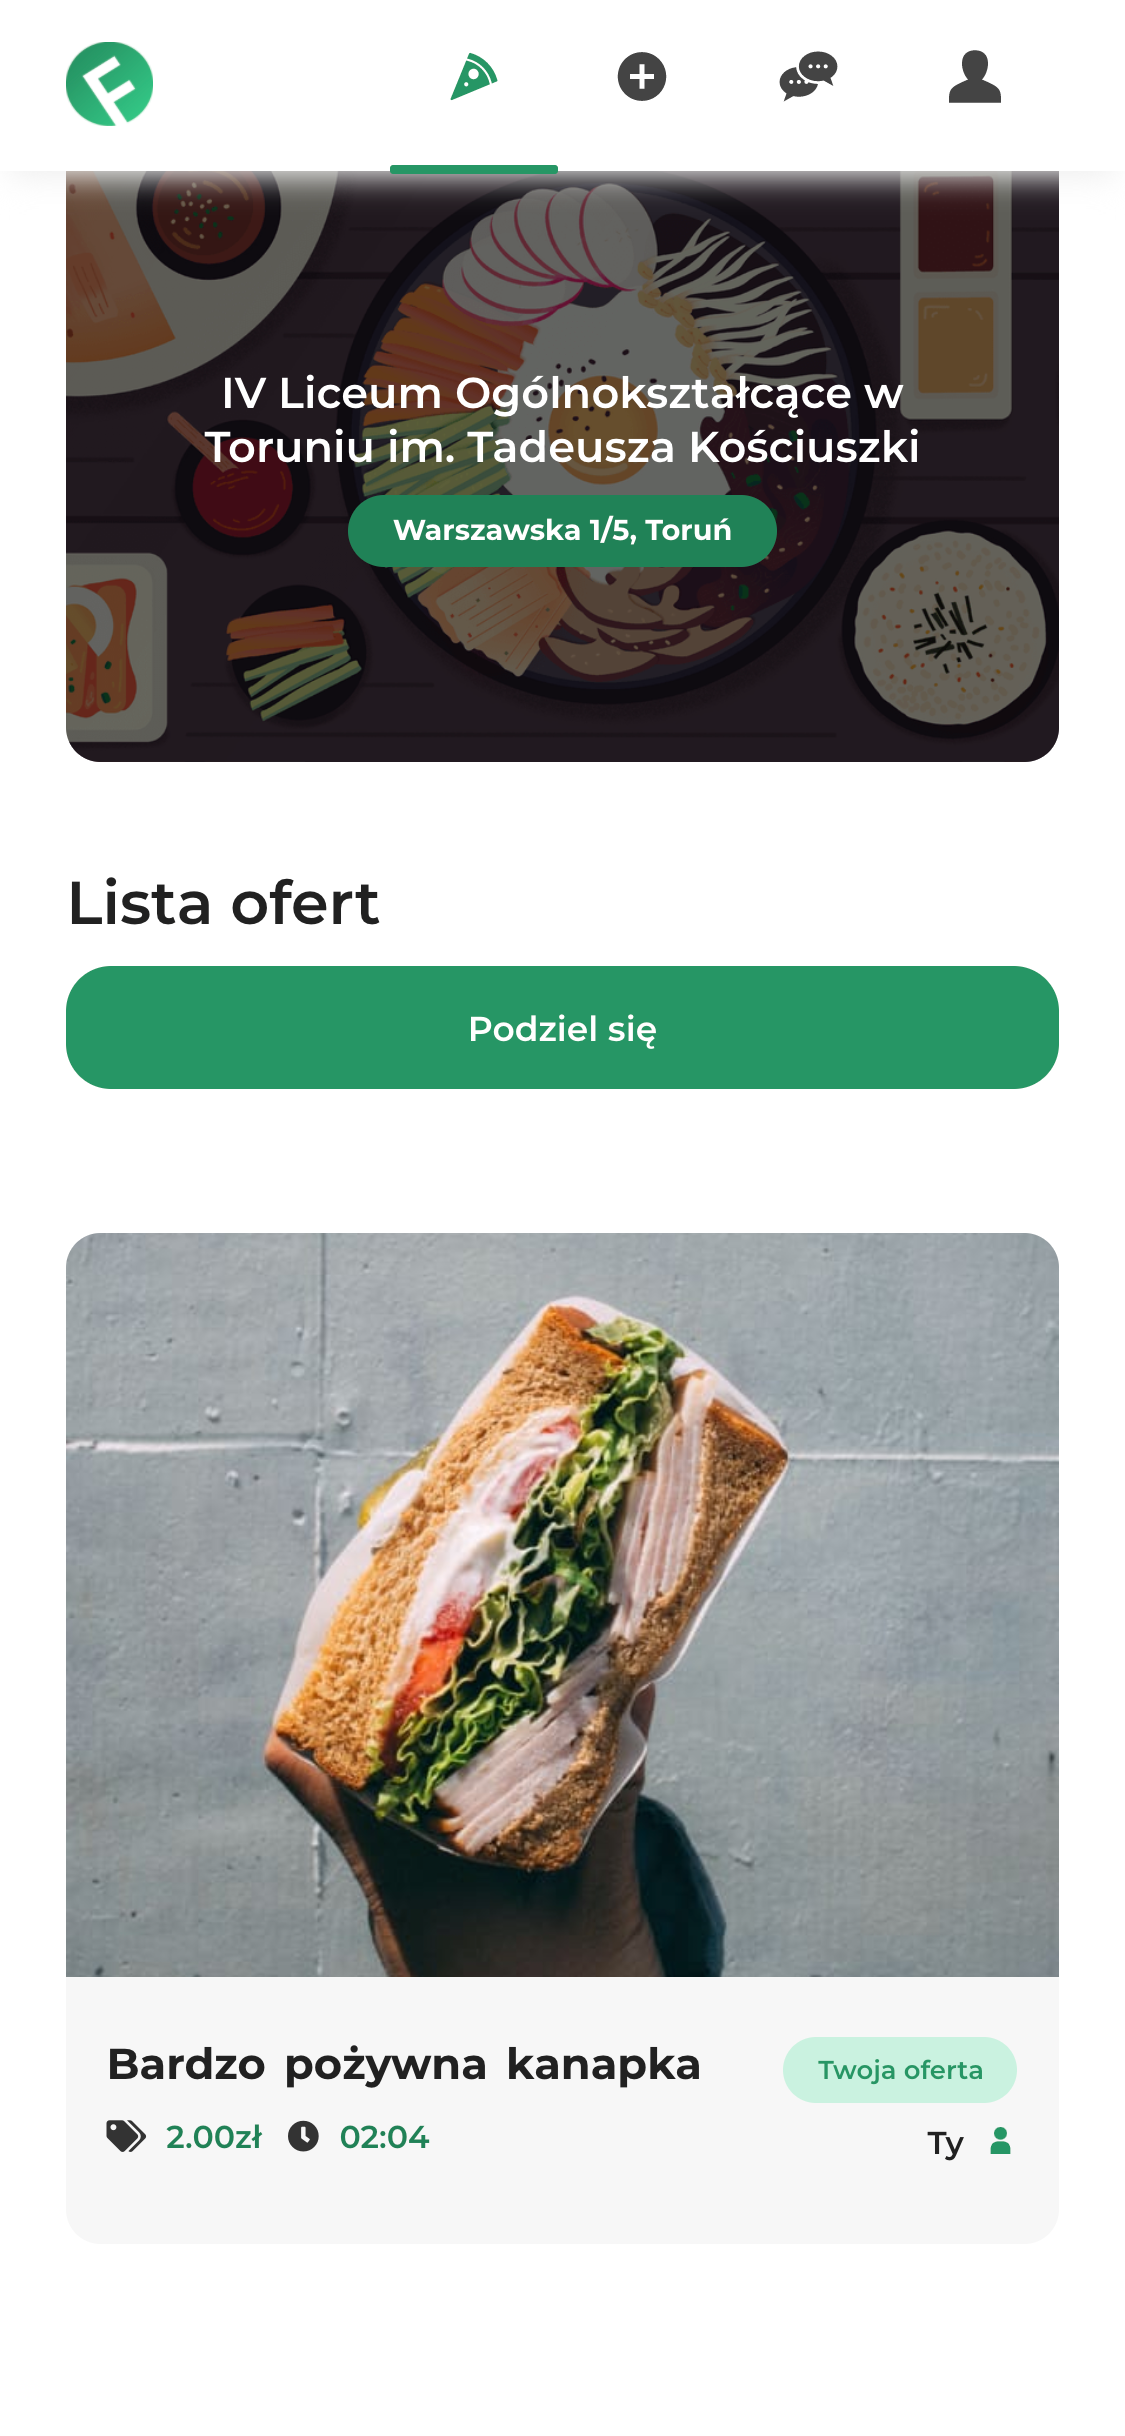 F
IV Liceum Ogólnokształcące w
Toruniu im. Tadeusza Kościuszki
Warszawska 1/5, Toruń
Lista ofert
Podziel się
Bardzo pożywna kanapka
Twoja oferta
2.00zł 02:04
Ty